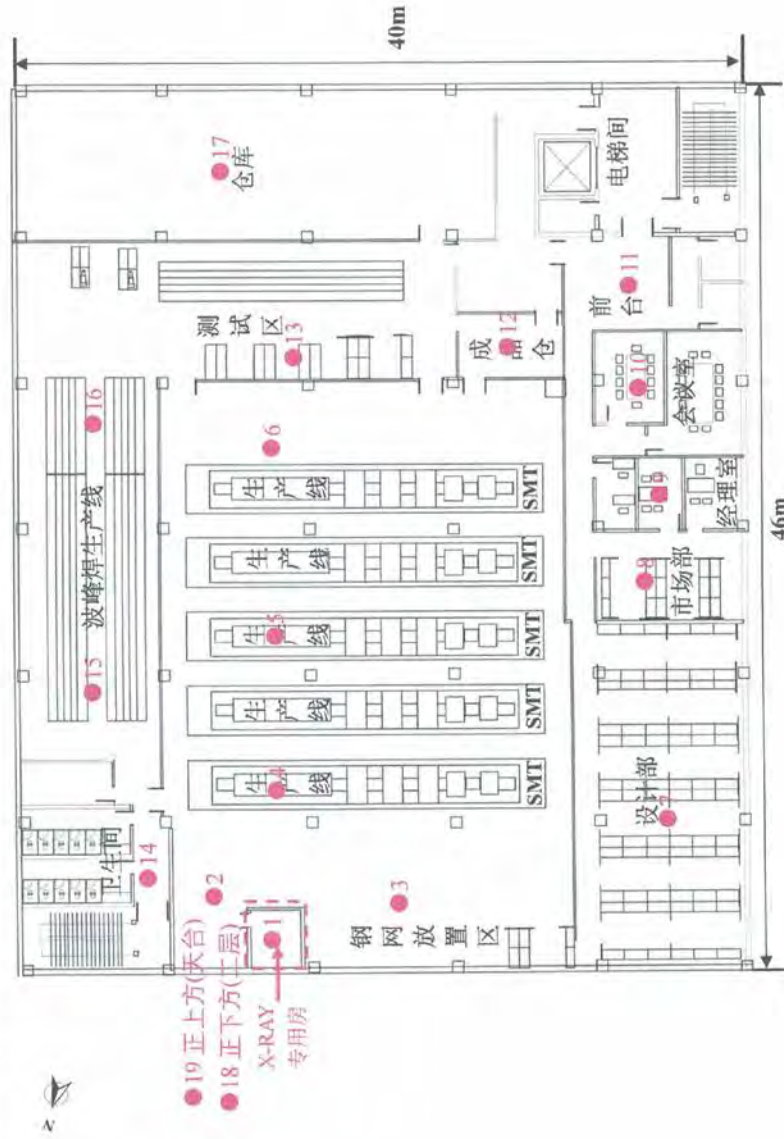 N
19 正上方(天台)
18 正下方(二层)
X-RAY
专用房
1
2
3
钢网放置区
卫生间
14
15
波峰焊生产线
16
生产线
4
SMT
生产线
SMT
生产线
5
SMT
生产线
SMT
生产线
SMT
6
测试区
13
成品仓
12
17
仓库
电梯间
前台
11
10
会议室
9
经理室
8
市场部
设计部
7
46m
40m